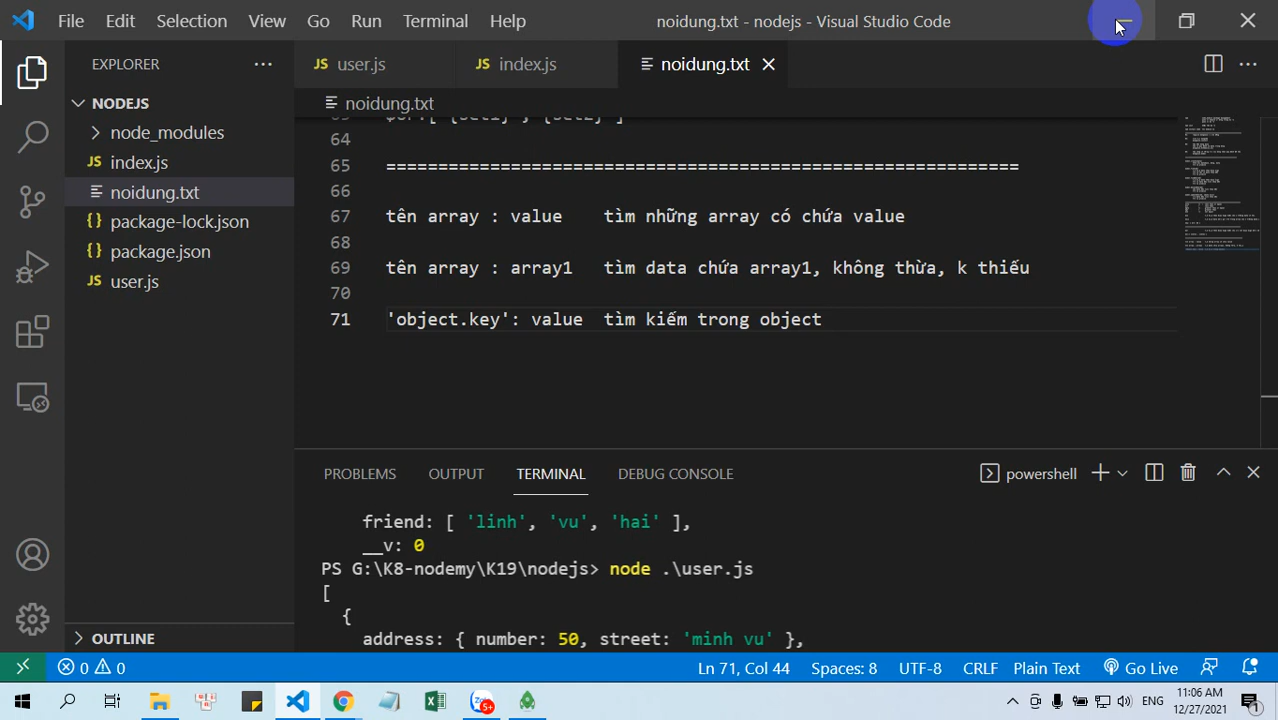 File Edit Selection View Go Run Terminal Help noidung.txt - nodejs - Visual Studio Code
EXPLORER
JS user.js JS index.js noidung.txt
NODEJS
noidung.txt
node_modules
JS index.js
noidung.txt
{} package-lock.json
{} package.json
JS user.js
64
65 =============================================================
66
67 tên array : value tìm những array có chứa value
68
69 tên array : array1 tìm data chứa array1, không thừa, k thiếu
70
71 'object.key': value tìm kiếm trong object
PROBLEMS OUTPUT TERMINAL DEBUG CONSOLE powershell
friend: [ 'linh', 'vu', 'hai' ],
__v: 0
PS G:\K8-nodemy\K19\nodejs> node .\user.js
[
{
address: { number: 50, street: 'minh vu' },
OUTLINE
0 0 Ln 71, Col 44 Spaces: 8 UTF-8 CRLF Plain Text Go Live
5+ ENG 11:06 AM
12/27/2021 1